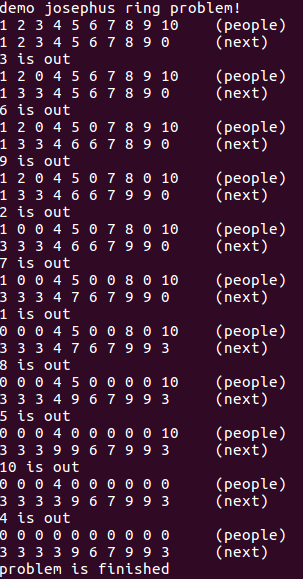 demo josephus ring problem!
1 2 3 4 5 6 7 8 9 10 (people)
1 2 3 4 5 6 7 8 9 0 (next)
3 is out
1 2 0 4 5 6 7 8 9 10 (people)
1 3 3 4 5 6 7 8 9 0 (next)
6 is out
1 2 0 4 5 0 7 8 9 10 (people)
1 3 3 4 6 6 7 8 9 0 (next)
9 is out
1 2 0 4 5 0 7 8 0 10 (people)
1 3 3 4 6 6 7 9 9 0 (next)
2 is out
1 0 0 4 5 0 7 8 0 10 (people)
3 3 3 4 6 6 7 9 9 0 (next)
7 is out
1 0 0 4 5 0 0 8 0 10 (people)
3 3 3 4 7 6 7 9 9 0 (next)
1 is out
0 0 0 4 5 0 0 8 0 10 (people)
3 3 3 4 7 6 7 9 9 3 (next)
8 is out
0 0 0 4 5 0 0 0 0 10 (people)
3 3 3 4 9 6 7 9 9 3 (next)
5 is out
0 0 0 4 0 0 0 0 0 10 (people)
3 3 3 9 9 6 7 9 9 3 (next)
10 is out
0 0 0 4 0 0 0 0 0 0 (people)
3 3 3 3 9 6 7 9 9 3 (next)
4 is out
0 0 0 0 0 0 0 0 0 0 (people)
3 3 3 3 9 6 7 9 9 3 (next)
problem is finished